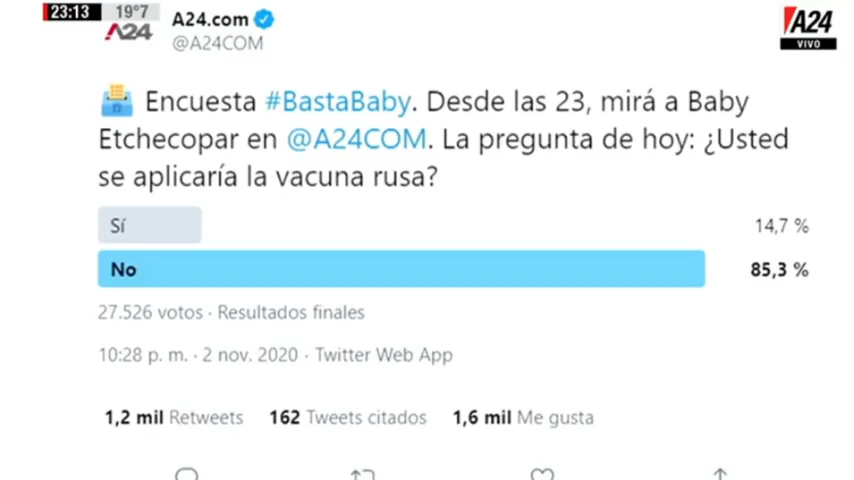 23:13 19°7
A24
A24.com
@A24COM
A24
VIVO
Encuesta #BastaBaby. Desde las 23, mirá a Baby
Etchecopar en @A24COM. La pregunta de hoy: ¿Usted
se aplicaría la vacuna rusa?
Sí 14,7 %
No 85,3 %
27.526 votos · Resultados finales
10:28 p. m. · 2 nov. 2020 · Twitter Web App
1,2 mil Retweets 162 Tweets citados 1,6 mil Me gusta